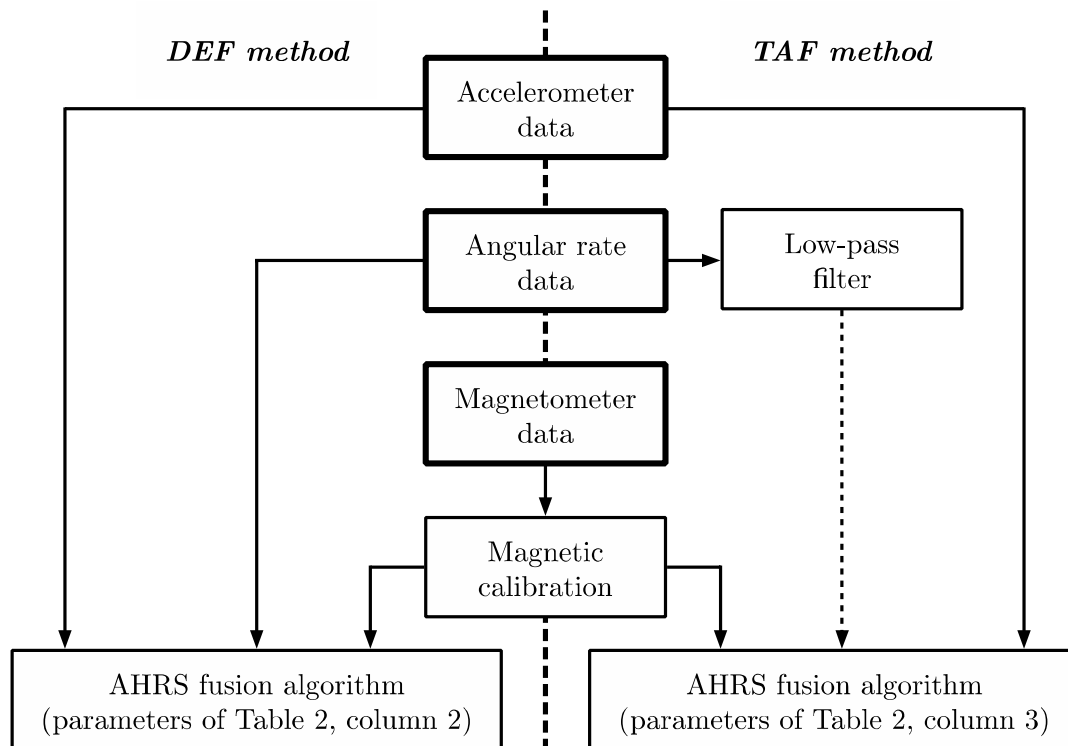 DEF method
TAF method
Accelerometer
data
Angular rate
data
Low-pass
filter
Magnetometer
data
Magnetic
calibration
AHRS fusion algorithm
(parameters of Table 2, column 2)
AHRS fusion algorithm
(parameters of Table 2, column 3)